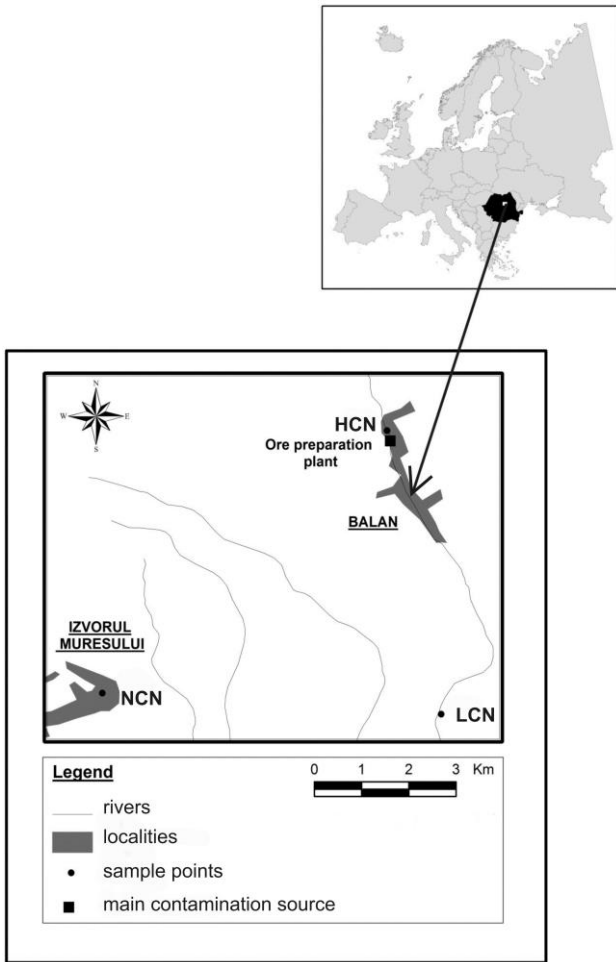 N
W E
S
HCN
Ore preparation
plant
BALAN
IZVORUL
MURESULUI
NCN
LCN
Legend
0 1 2 3 Km
rivers
localities
sample points
main contamination source